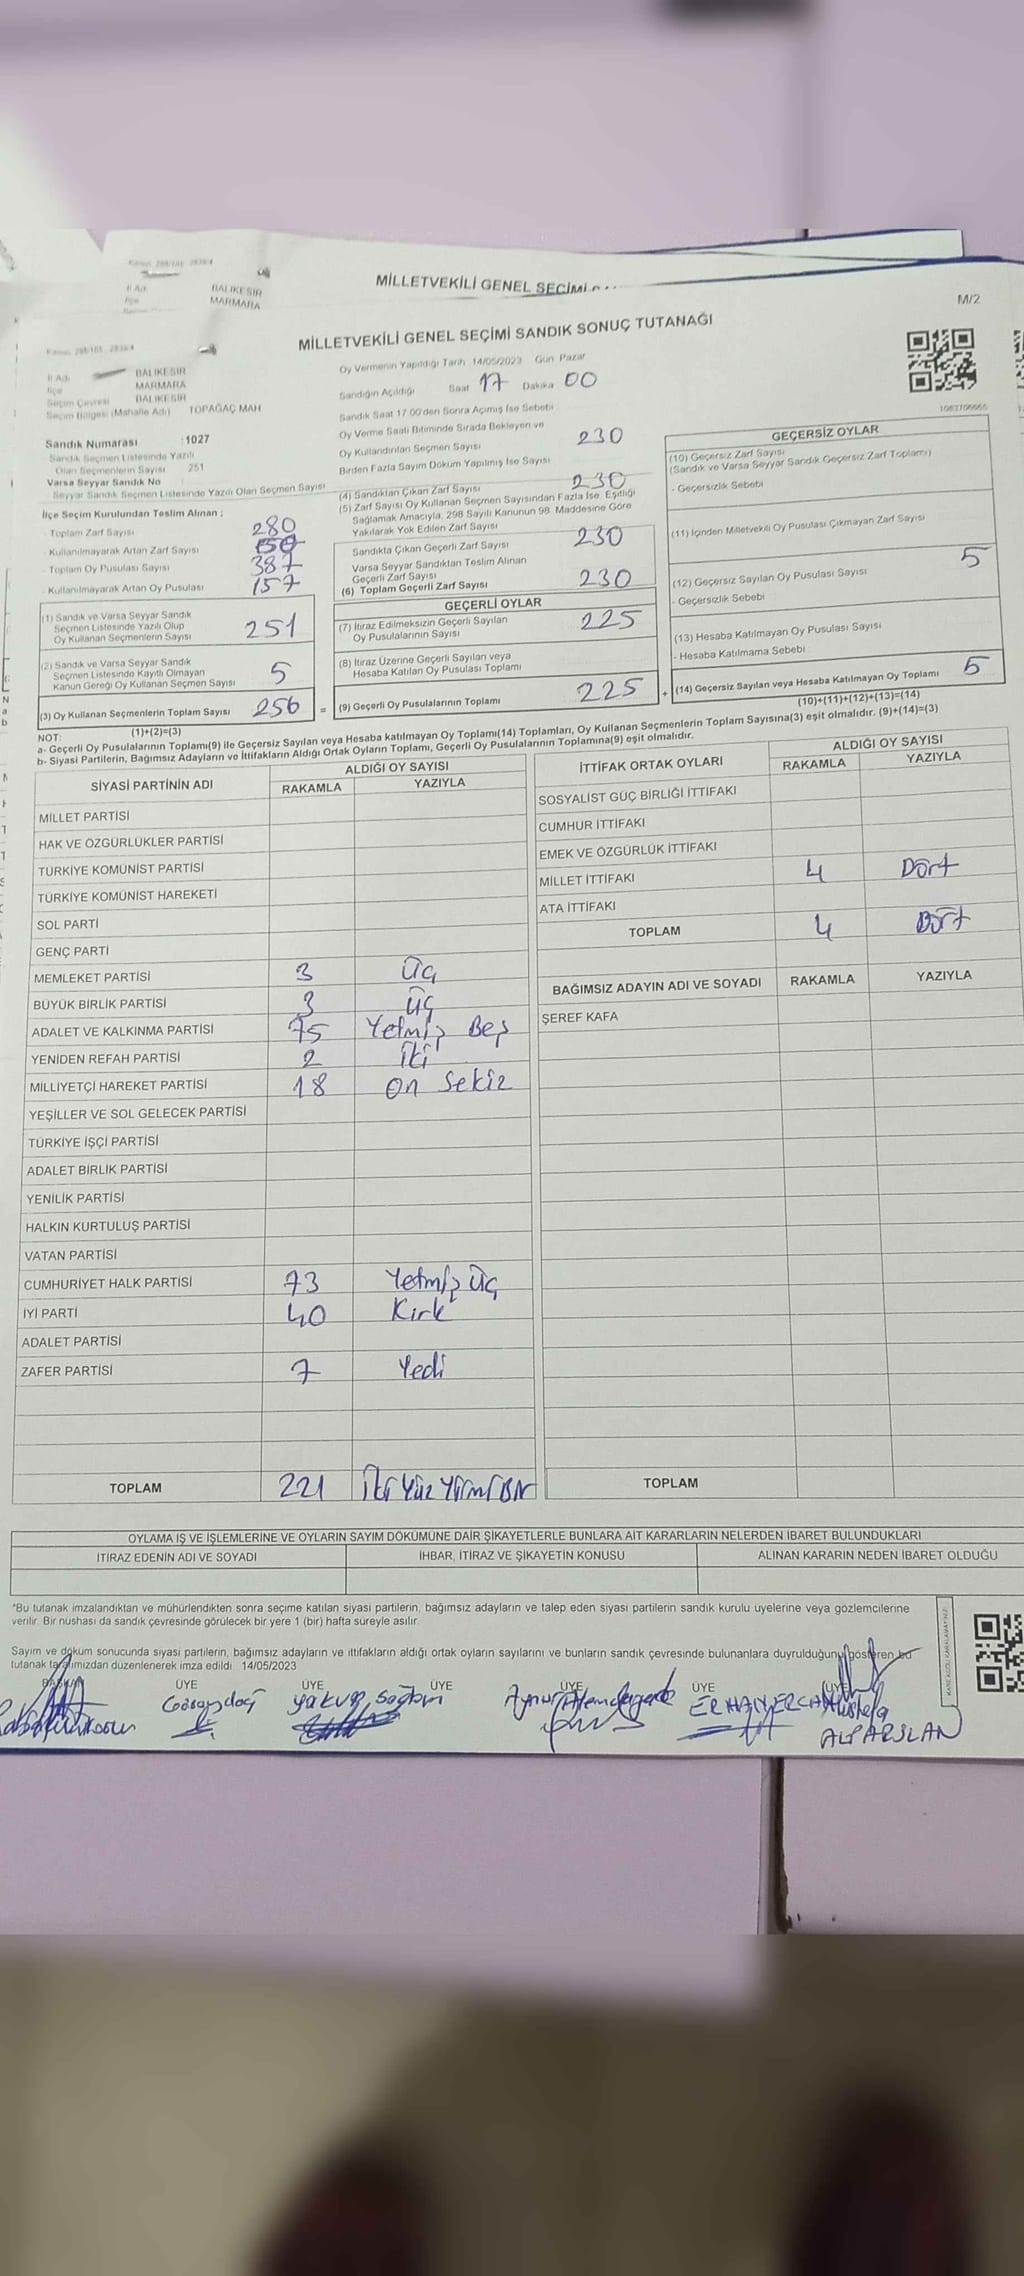 MİLLETVEKİLİ GENEL SEÇİMİ
İl Adı BALIKESİR
İlçe MARMARA
M/2
MİLLETVEKİLİ GENEL SEÇİMİ SANDIK SONUÇ TUTANAĞI
İl Adı BALIKESİR
İlçe MARMARA
Seçim Çevresi BALIKESİR
Seçim Bölgesi (Mahalle Adı) TOPAĞAÇ MAH
Sandık Numarası : 1027
Sandık Seçmen Listesinde Yazılı
Olan Seçmenlerin Sayısı 251
Varsa Seyyar Sandık No
Seyyar Sandık Seçmen Listesinde Yazılı Olan Seçmen Sayısı
İlçe Seçim Kurulundan Teslim Alınan ;
- Toplam Zarf Sayısı 280
- Kullanılmayarak Artan Zarf Sayısı 50
- Toplam Oy Pusulası Sayısı 387
- Kullanılmayarak Artan Oy Pusulası 157
(1) Sandık ve Varsa Seyyar Sandık
Seçmen Listesinde Yazılı Olup
Oy Kullanan Seçmenlerin Sayısı 251
(2) Sandık ve Varsa Seyyar Sandık
Seçmen Listesinde Kayıtlı Olmayan
Kanun Gereği Oy Kullanan Seçmen Sayısı 5
(3) Oy Kullanan Seçmenlerin Toplam Sayısı 256 =
(1)+(2)=(3)
Oy Vermenin Yapıldığı Tarih 14/05/2023 Gün Pazar
Sandığın Açıldığı Saat 17 Dakika 00
Sandık Saat 17 00'den Sonra Açımış İse Sebebi
Oy Verme Saati Bitiminde Sırada Bekleyen ve
Oy Kullandırılan Seçmen Sayısı 230
Birden Fazla Sayım Döküm Yapılmış İse Sayısı
(4) Sandıktan Çıkan Zarf Sayısı 230
(5) Zarf Sayısı Oy Kullanan Seçmen Sayısından Fazla İse, Eşitliği
Sağlamak Amacıyla, 298 Sayılı Kanunun 98. Maddesine Göre
Yakılarak Yok Edilen Zarf Sayısı
Sandıkta Çıkan Geçerli Zarf Sayısı 230
Varsa Seyyar Sandıktan Teslim Alınan
Geçerli Zarf Sayısı
(6) Toplam Geçerli Zarf Sayısı 230
GEÇERLİ OYLAR
(7) İtiraz Edilmeksizin Geçerli Sayılan
Oy Pusulalarının Sayısı 225
(8) İtiraz Üzerine Geçerli Sayılan veya
Hesaba Katılan Oy Pusulası Toplamı
(9) Geçerli Oy Pusulalarının Toplamı 225 +
1083706665
GEÇERSİZ OYLAR
(10) Geçersiz Zarf Sayısı
(Sandık ve Varsa Seyyar Sandık Geçersiz Zarf Toplamı)
- Geçersizlik Sebebi
(11) İçinden Milletvekili Oy Pusulası Çıkmayan Zarf Sayısı
(12) Geçersiz Sayılan Oy Pusulası Sayısı 5
- Geçersizlik Sebebi
(13) Hesaba Katılmayan Oy Pusulası Sayısı
- Hesaba Katılmama Sebebi
(14) Geçersiz Sayılan veya Hesaba Katılmayan Oy Toplamı 5
(10)+(11)+(12)+(13)=(14)
NOT:
a- Geçerli Oy Pusulalarının Toplamı(9) ile Geçersiz Sayılan veya Hesaba Katılmayan Oy Toplamı(14) Toplamları, Oy Kullanan Seçmenlerin Toplam Sayısına(3) eşit olmalıdır. (9)+(14)=(3)
b- Siyasi Partilerin, Bağımsız Adayların ve İttifakların Aldığı Ortak Oyların Toplamı, Geçerli Oy Pusulalarının Toplamına(9) eşit olmalıdır.
SİYASİ PARTİNİN ADI ALDIĞI OY SAYISI
RAKAMLA YAZIYLA
MİLLET PARTİSİ
HAK VE ÖZGÜRLÜKLER PARTİSİ
TÜRKİYE KOMÜNİST PARTİSİ
TÜRKİYE KOMÜNİST HAREKETİ
SOL PARTİ
GENÇ PARTİ
MEMLEKET PARTİSİ 3 Üç
BÜYÜK BİRLİK PARTİSİ 3 Üç
ADALET VE KALKINMA PARTİSİ 75 Yetmiş Beş
YENİDEN REFAH PARTİSİ 2 İki
MİLLİYETÇİ HAREKET PARTİSİ 18 On Sekiz
YEŞİLLER VE SOL GELECEK PARTİSİ
TÜRKİYE İŞÇİ PARTİSİ
ADALET BİRLİK PARTİSİ
YENİLİK PARTİSİ
HALKIN KURTULUŞ PARTİSİ
VATAN PARTİSİ
CUMHURİYET HALK PARTİSİ 73 Yetmiş Üç
İYİ PARTİ 40 Kırk
ADALET PARTİSİ
ZAFER PARTİSİ 7 Yedi
TOPLAM 221 İki Yüz Yirmi Bir
İTTİFAK ORTAK OYLARI ALDIĞI OY SAYISI
RAKAMLA YAZIYLA
SOSYALİST GÜÇ BİRLİĞİ İTTİFAKI
CUMHUR İTTİFAKI
EMEK VE ÖZGÜRLÜK İTTİFAKI
MİLLET İTTİFAKI 4 Dört
ATA İTTİFAKI
TOPLAM 4 Dört
BAĞIMSIZ ADAYIN ADI VE SOYADI RAKAMLA YAZIYLA
ŞEREF KAFA
TOPLAM
OYLAMA İŞ VE İŞLEMLERİNE VE OYLARIN SAYIM DÖKÜMÜNE DAİR ŞİKAYETLERLE BUNLARA AİT KARARLARIN NELERDEN İBARET BULUNDUKLARI
İTİRAZ EDENİN ADI VE SOYADI İHBAR, İTİRAZ VE ŞİKAYETİN KONUSU ALINAN KARARIN NEDEN İBARET OLDUĞU
*Bu tutanak imzalandıktan ve mühürlendikten sonra seçime katılan siyasi partilerin, bağımsız adayların ve talep eden siyasi partilerin sandık kurulu üyelerine veya gözlemcilerine
verilir. Bir nushası da sandık çevresinde görülecek bir yere 1 (bir) hafta süreyle asılır.
Sayım ve döküm sonucunda siyasi partilerin, bağımsız adayların ve ittifakların aldığı ortak oyların sayılarını ve bunların sandık çevresinde bulunanlara duyrulduğunu gösteren bu
tutanak tarafımızdan düzenlenerek imza edildi. 14/05/2023
BAŞKAN ÜYE ÜYE ÜYE ÜYE ÜYE ÜYE
Yakup Sağlam
Mustafa
ALPARSLAN